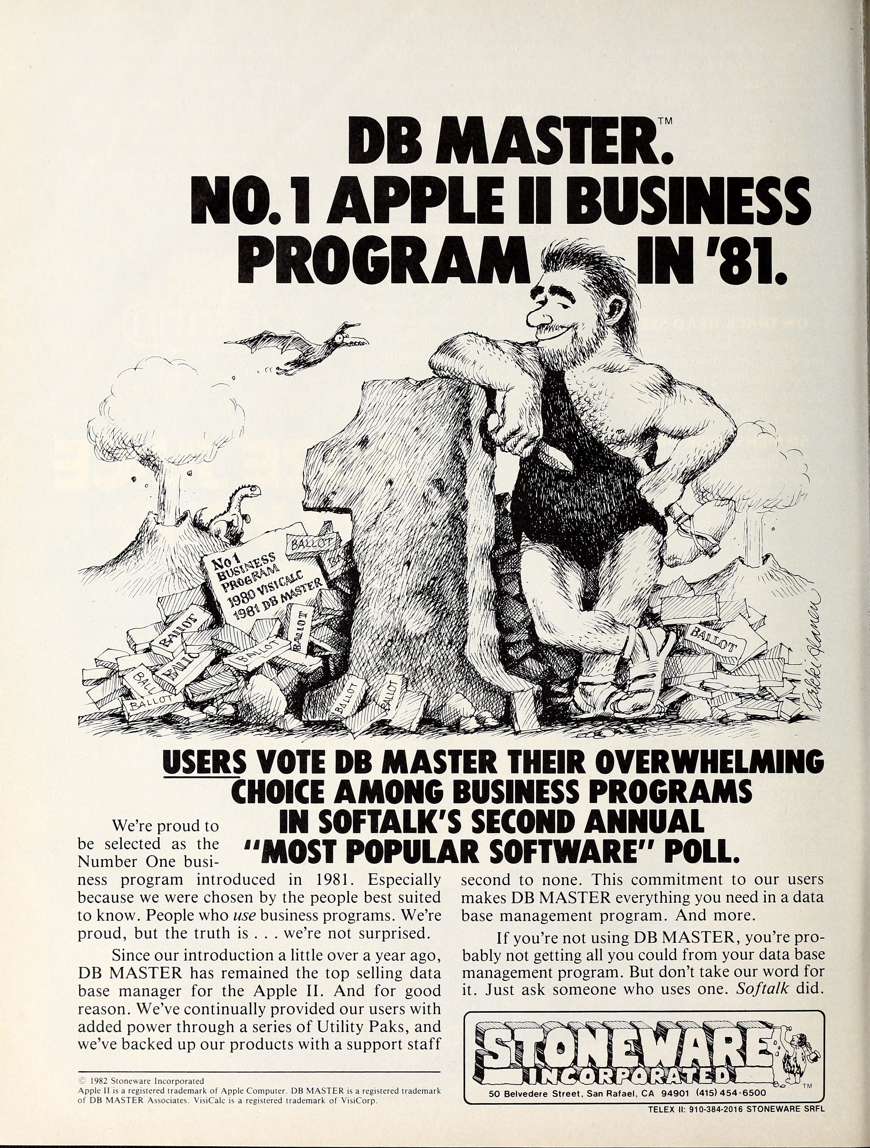 DB MASTER.™
NO. 1 APPLE II BUSINESS
PROGRAM IN '81.
No 1
BUSINESS
PROGRAM
1980 VISICALC
1981 DB MASTER
BALLOT
BALLOT
BALLOT
BALLOT
BALLOT
BALLOT
BALLOT
BALLOT
BALLOT
USERS VOTE DB MASTER THEIR OVERWHELMING
CHOICE AMONG BUSINESS PROGRAMS
IN SOFTALK'S SECOND ANNUAL
“MOST POPULAR SOFTWARE” POLL.
We're proud to
be selected as the
Number One busi-
ness program introduced in 1981. Especially
because we were chosen by the people best suited
to know. People who use business programs. We're
proud, but the truth is . . . we're not surprised.
Since our introduction a little over a year ago,
DB MASTER has remained the top selling data
base manager for the Apple II. And for good
reason. We've continually provided our users with
added power through a series of Utility Paks, and
we've backed up our products with a support staff
second to none. This commitment to our users
makes DB MASTER everything you need in a data
base management program. And more.
If you're not using DB MASTER, you're pro-
bably not getting all you could from your data base
management program. But don't take our word for
it. Just ask someone who uses one. Softalk did.
© 1982 Stoneware Incorporated
Apple II is a registered trademark of Apple Computer. DB MASTER is a registered trademark
of DB MASTER Associates. VisiCalc is a registered trademark of VisiCorp.
STONEWARE
INCORPORATED
™
50 Belvedere Street, San Rafael, CA 94901 (415) 454-6500
TELEX II: 910-384-2016 STONEWARE SRFL